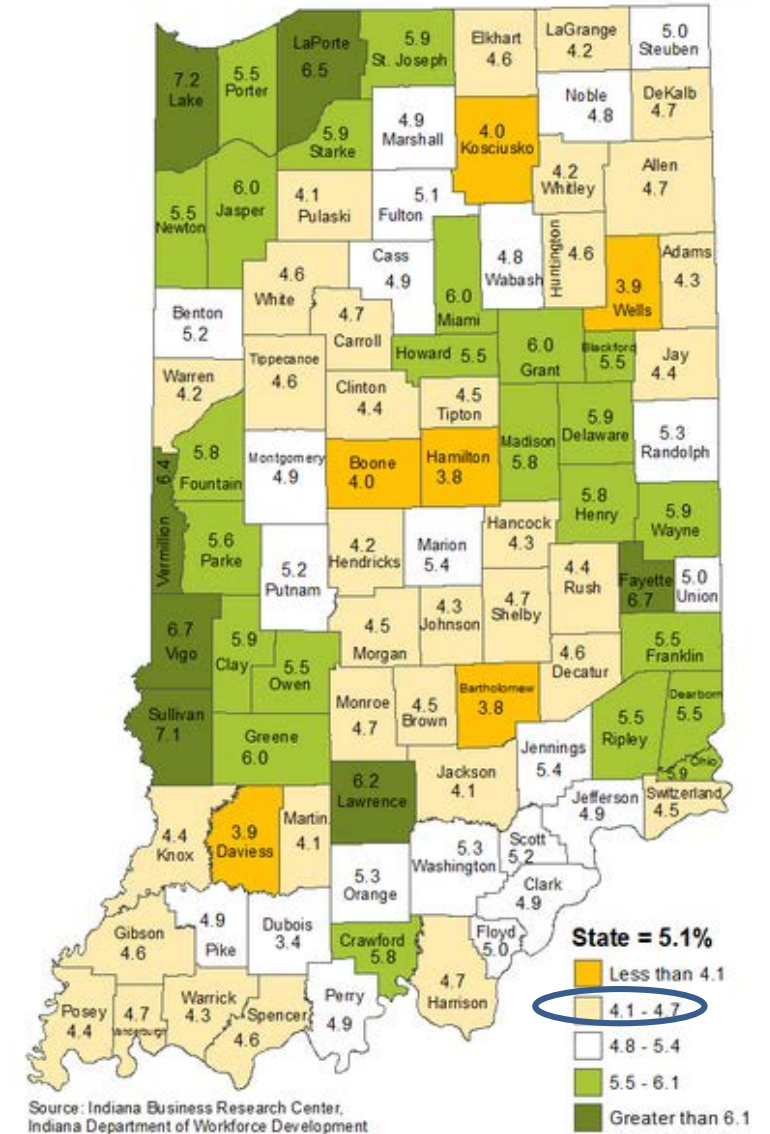 LaPorte
6.5
5.9
St. Joseph
Elkhart
4.6
LaGrange
4.2
5.0
Steuben
7.2
Lake
5.5
Porter
Noble
4.8
DeKalb
4.7
5.9
Starke
4.9
Marshall
4.0
Kosciusko
4.2
Whitley
Allen
4.7
5.5
Newton
6.0
Jasper
4.1
Pulaski
5.1
Fulton
4.8
Wabash
Huntington
4.6
3.9
Wells
Adams
4.3
4.6
White
Cass
4.9
6.0
Miami
Benton
5.2
4.7
Carroll
Howard 5.5
6.0
Grant
Blackford
5.5
Jay
4.4
Warren
4.2
Tippecanoe
4.6
Clinton
4.4
4.5
Tipton
5.8
Fountain
Montgomery
4.9
Boone
4.0
Hamilton
3.8
Madison
5.8
5.9
Delaware
5.3
Randolph
6.4
Vermillion
5.6
Parke
5.2
Putnam
4.2
Hendricks
Marion
5.4
Hancock
4.3
5.8
Henry
5.9
Wayne
4.4
Rush
Fayette
6.7
5.0
Union
6.7
Vigo
5.9
Clay
5.5
Owen
4.5
Morgan
4.3
Johnson
4.7
Shelby
4.6
Decatur
5.5
Franklin
Sullivan
7.1
Greene
6.0
Monroe
4.7
4.5
Brown
Bartholomew
3.8
Jennings
5.4
5.5
Ripley
Dearborn
5.5
Ohio
5.9
6.2
Lawrence
Jackson
4.1
Jefferson
4.9
Switzerland
4.5
4.4
Knox
3.9
Daviess
Martin
4.1
5.3
Orange
5.3
Washington
Scott
5.2
Clark
4.9
Gibson
4.6
4.9
Pike
Dubois
3.4
Crawford
5.8
4.7
Harrison
Floyd
5.0
Posey
4.4
4.7
Vanderburgh
Warrick
4.3
Spencer
4.6
Perry
4.9
State = 5.1%
Less than 4.1
4.1 - 4.7
4.8 - 5.4
5.5 - 6.1
Greater than 6.1
Source: Indiana Business Research Center,
Indiana Department of Workforce Development